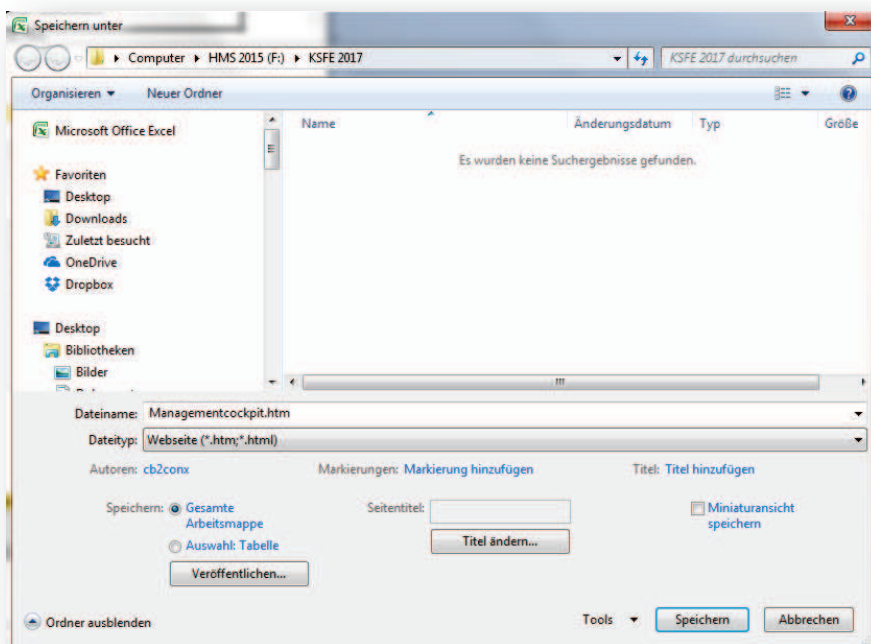 Speichern unter
Computer HMS 2015 (F:) KSFE 2017
KSFE 2017 durchsuchen
Organisieren
Neuer Ordner
Microsoft Office Excel
Favoriten
Desktop
Downloads
Zuletzt besucht
OneDrive
Dropbox
Desktop
Bibliotheken
Bilder
Name
Änderungsdatum
Typ
Größe
Es wurden keine Suchergebnisse gefunden.
Dateiname: Managementcockpit.htm
Dateityp: Webseite (*.htm;*.html)
Autoren: cb2conx
Markierungen: Markierung hinzufügen
Titel: Titel hinzufügen
Speichern: Gesamte
Arbeitsmappe
Auswahl: Tabelle
Veröffentlichen...
Seitentitel:
Titel ändern...
Miniaturansicht
speichern
Ordner ausblenden
Tools
Speichern
Abbrechen